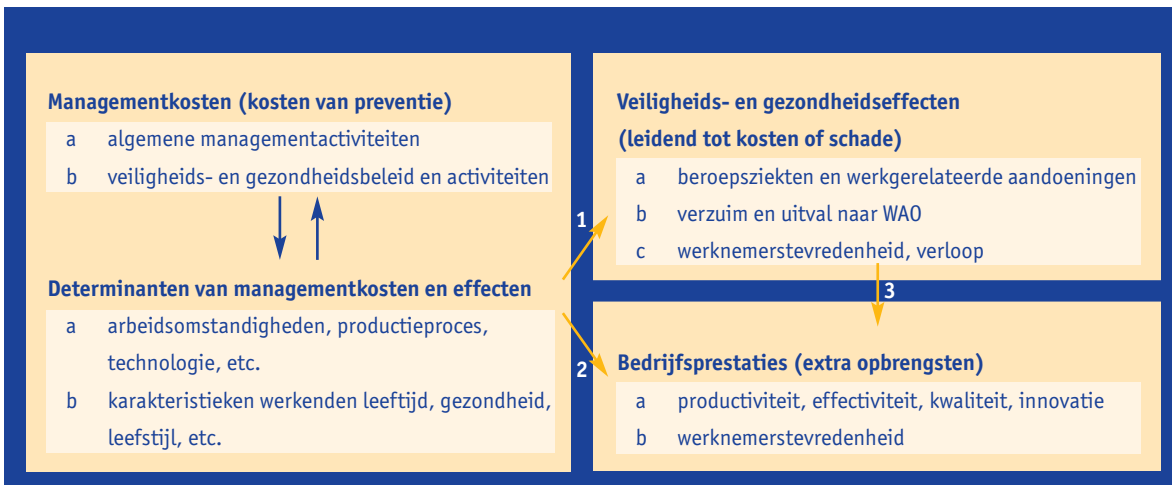 Managementkosten (kosten van preventie)
a algemene managementactiviteiten
b veiligheids- en gezondheidsbeleid en activiteiten
Determinanten van managementkosten en effecten
a arbeidsomstandigheden, productieproces,
technologie, etc.
b karakteristieken werkenden leeftijd, gezondheid,
leefstijl, etc.
1
2
Veiligheids- en gezondheidseffecten
(leidend tot kosten of schade)
a beroepsziekten en werkgerelateerde aandoeningen
b verzuim en uitval naar WAO
c werknemerstevredenheid, verloop
3
Bedrijfsprestaties (extra opbrengsten)
a productiviteit, effectiviteit, kwaliteit, innovatie
b werknemerstevredenheid